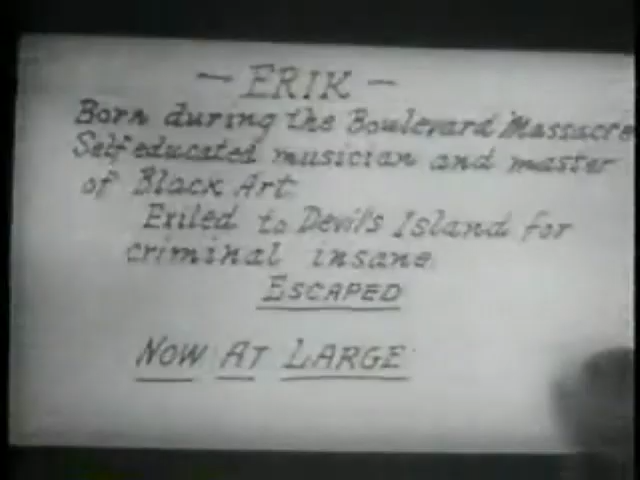 — ERIK —
Born during the Boulevard Massacre
Self educated musician and master
of Black Art
Exiled to Devil's Island for
criminal insane.
ESCAPED
NOW AT LARGE